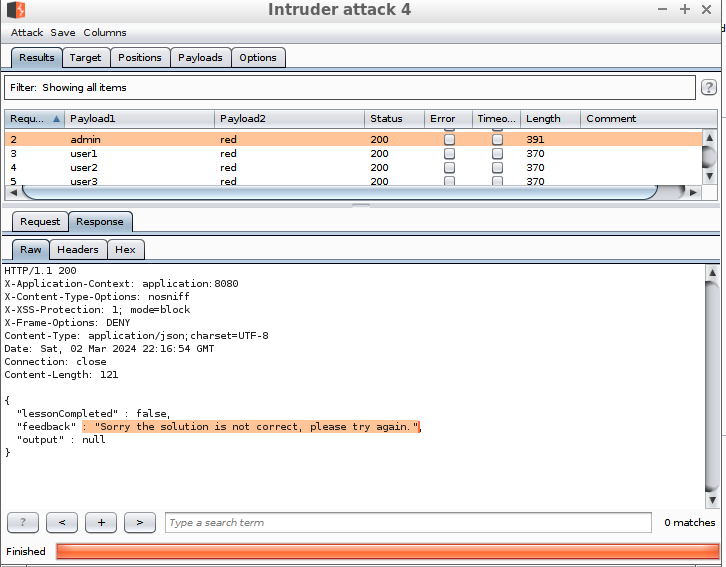 Intruder attack 4
Attack Save Columns
Results Target Positions Payloads Options
Filter: Showing all items ?
Requ... Payload1 Payload2 Status Error Timeo... Length Comment
2 admin red 200 391
3 user1 red 200 370
4 user2 red 200 370
5 user3 red 200 370
Request Response
Raw Headers Hex
HTTP/1.1 200
X-Application-Context: application:8080
X-Content-Type-Options: nosniff
X-XSS-Protection: 1; mode=block
X-Frame-Options: DENY
Content-Type: application/json;charset=UTF-8
Date: Sat, 02 Mar 2024 22:16:54 GMT
Connection: close
Content-Length: 121
{
"lessonCompleted" : false,
"feedback" : "Sorry the solution is not correct, please try again.",
"output" : null
}
? < + > Type a search term 0 matches
Finished